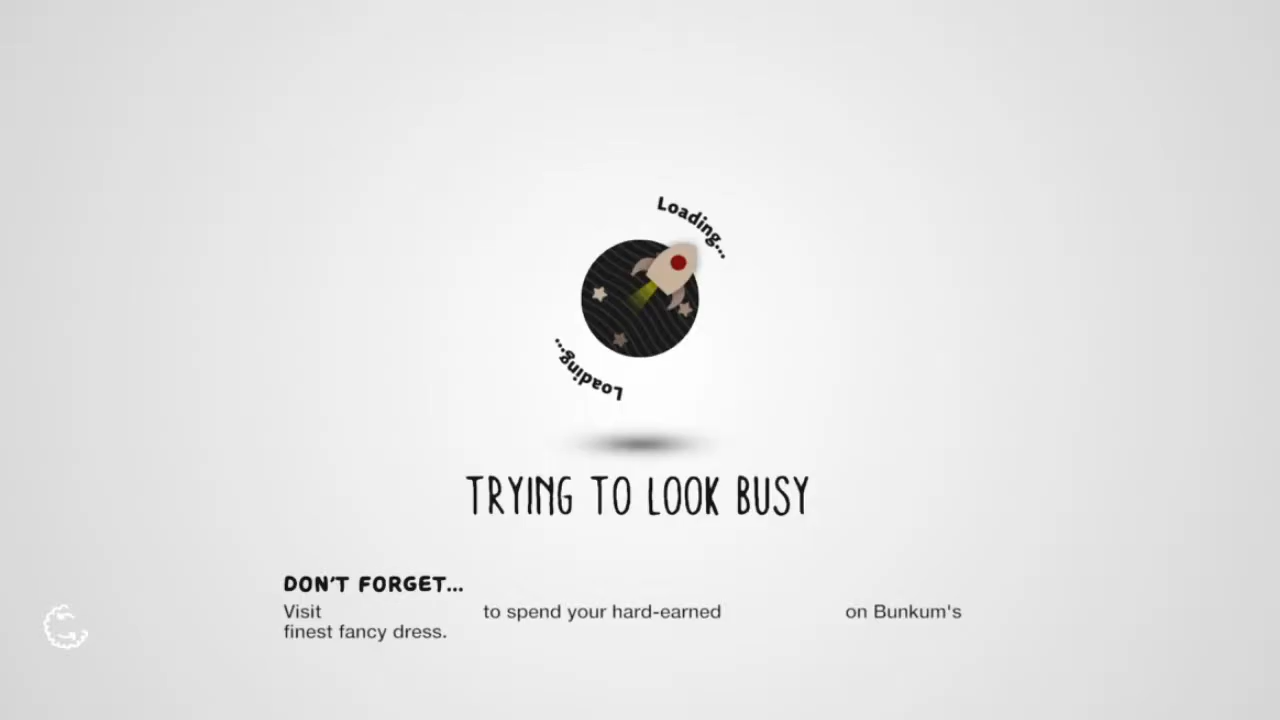 Loading...
Loading...
TRYING TO LOOK BUSY
DON'T FORGET...
Visit to spend your hard-earned on Bunkum's
finest fancy dress.